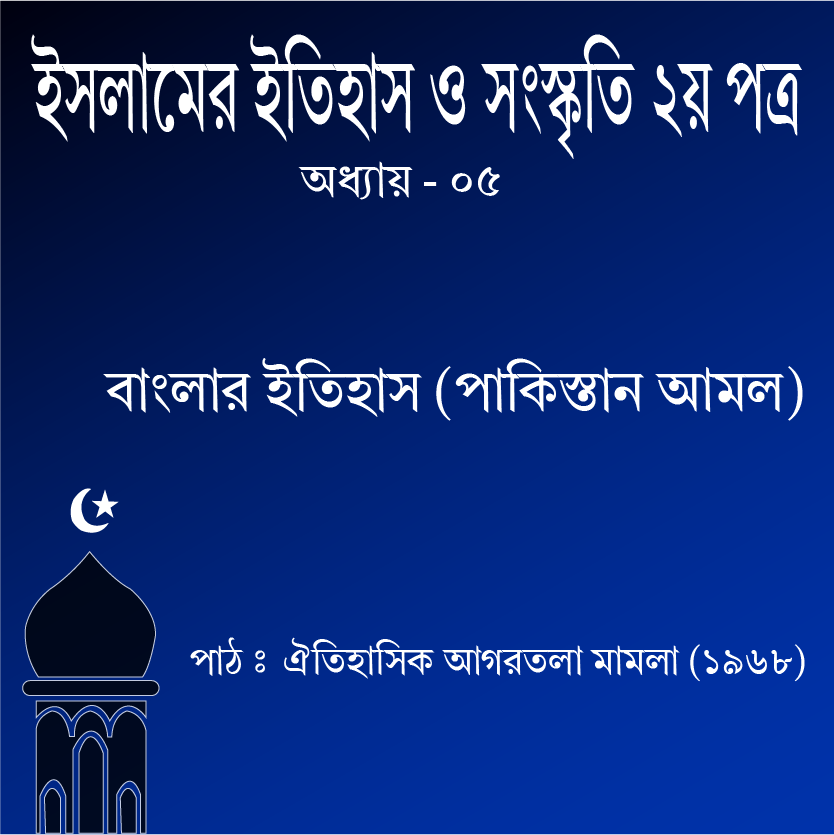 ইসলামের ইতিহাস ও সংস্কৃতি ২য় পত্র
অধ্যায় - ০৫
বাংলার ইতিহাস (পাকিস্তান আমল)
পাঠ ঃ ঐতিহাসিক আগরতলা মামলা (১৯৬৮)